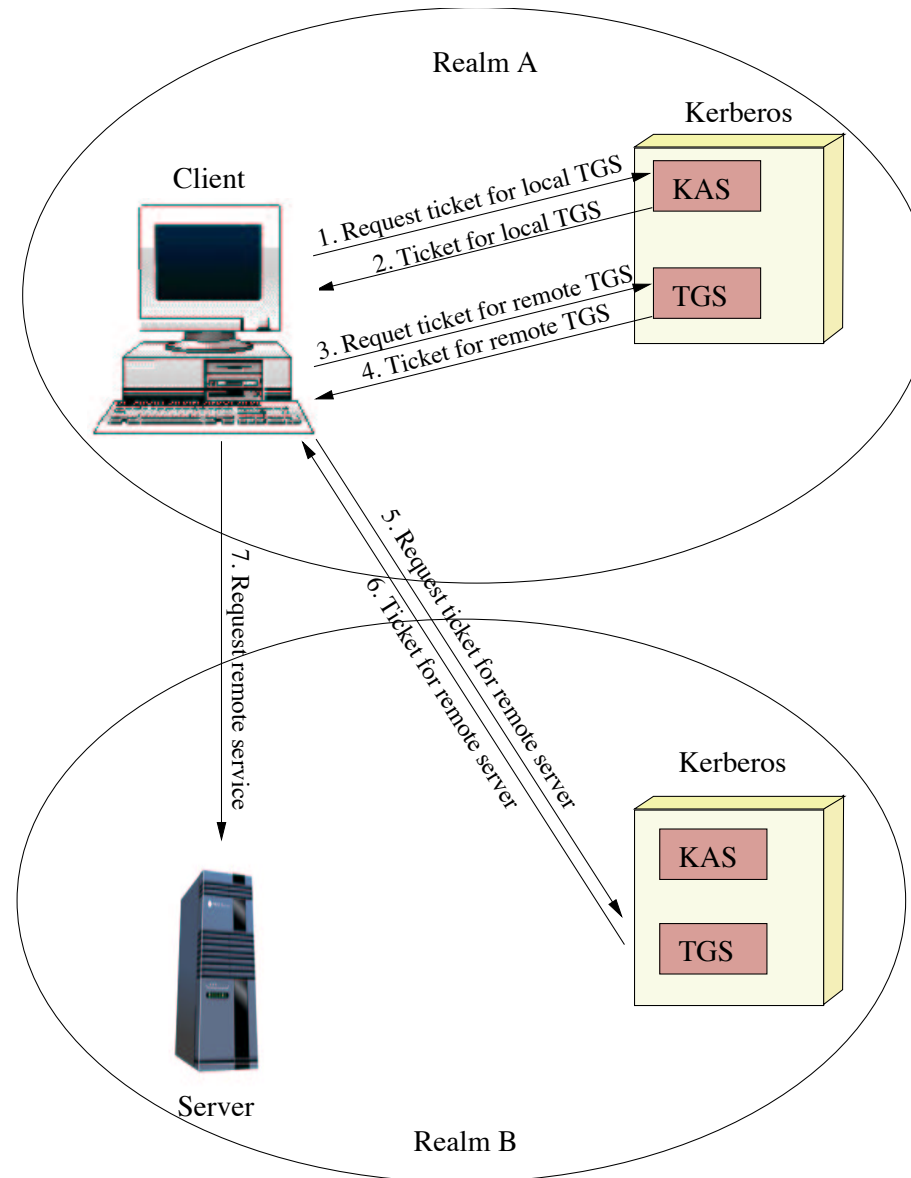 Realm A
Kerberos
Client
KAS
1. Request ticket for local TGS
2. Ticket for local TGS
TGS
3. Requet ticket for remote TGS
4. Ticket for remote TGS
5. Request ticket for remote server
6. Ticket for remote server
7. Request remote service
Kerberos
KAS
TGS
Server
Realm B